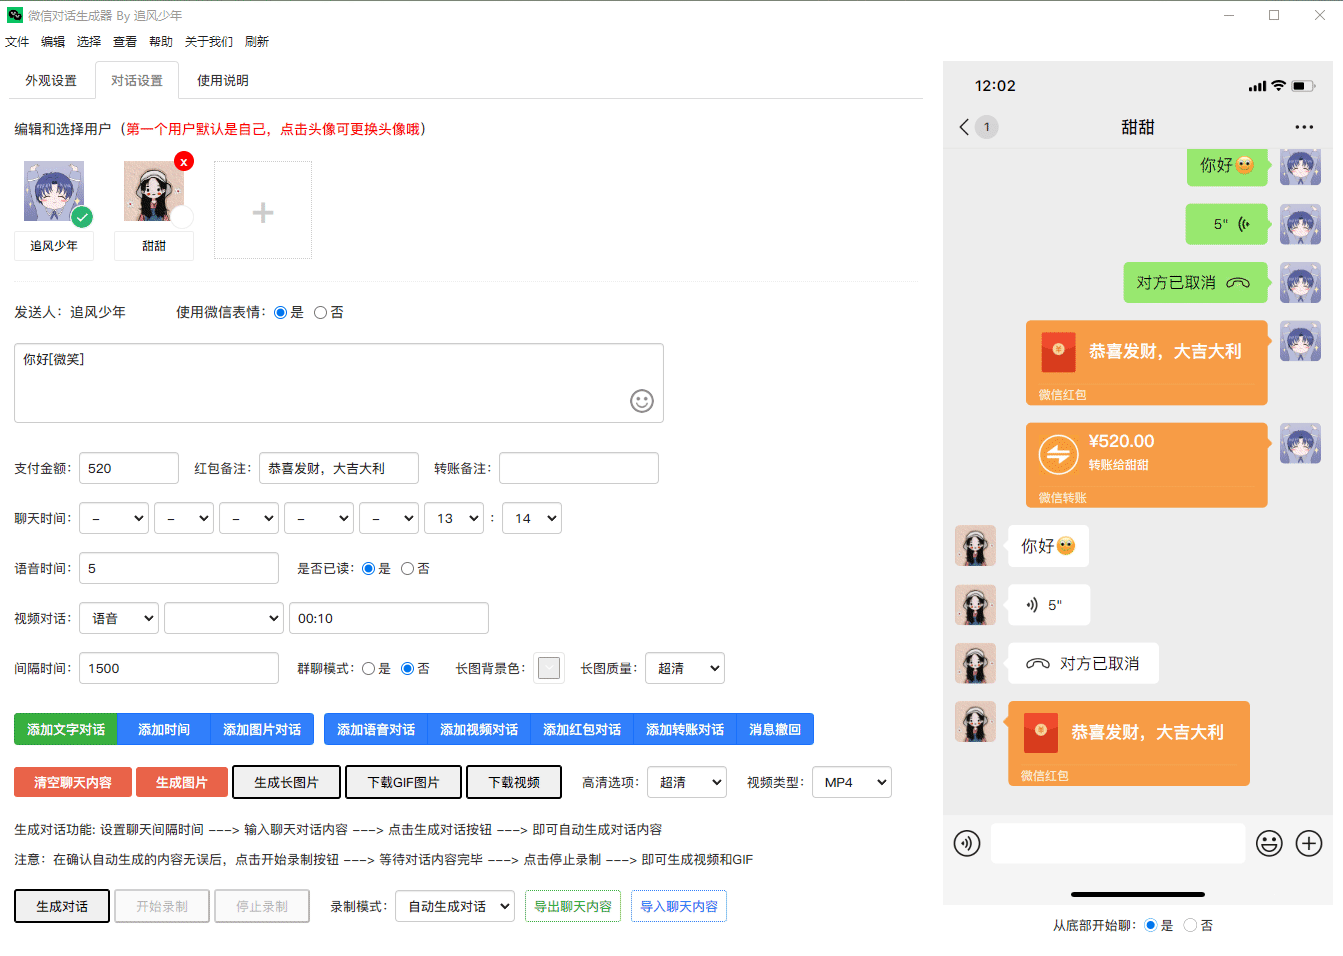 微信对话生成器 By 追风少年
文件 编辑 选择 查看 帮助 关于我们 刷新
外观设置 对话设置 使用说明
编辑和选择用户（第一个用户默认是自己，点击头像可更换头像哦）
x
追风少年 甜甜
发送人：追风少年 使用微信表情： 是 否
你好[微笑]
支付金额： 520 红包备注： 恭喜发财，大吉大利 转账备注：
聊天时间： – – – – – 13 : 14
语音时间： 5 是否已读： 是 否
视频对话： 语音 00:10
间隔时间： 1500 群聊模式： 是 否 长图背景色： 长图质量： 超清
添加文字对话 添加时间 添加图片对话 添加语音对话 添加视频对话 添加红包对话 添加转账对话 消息撤回
清空聊天内容 生成图片 生成长图片 下载GIF图片 下载视频 高清选项： 超清 视频类型： MP4
生成对话功能: 设置聊天间隔时间 ---> 输入聊天对话内容 ---> 点击生成对话按钮 ---> 即可自动生成对话内容
注意：在确认自动生成的内容无误后，点击开始录制按钮 ---> 等待对话内容完毕 ---> 点击停止录制 ---> 即可生成视频和GIF
生成对话 开始录制 停止录制 录制模式： 自动生成对话 导出聊天内容 导入聊天内容
12:02
1 甜甜
你好
5"
对方已取消
恭喜发财，大吉大利
微信红包
¥520.00
转账给甜甜
微信转账
你好
5"
对方已取消
恭喜发财，大吉大利
微信红包
从底部开始聊： 是 否